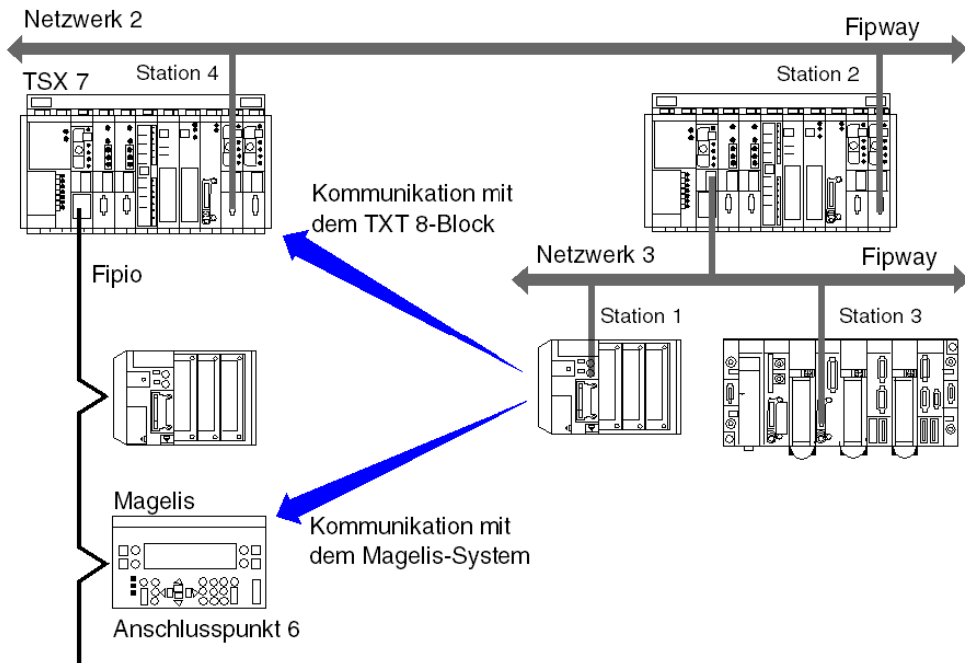 Netzwerk 2
Fipway
TSX 7
Station 4
Station 2
Kommunikation mit
dem TXT 8-Block
Netzwerk 3
Fipway
Fipio
Station 1
Station 3
Magelis
Kommunikation mit
dem Magelis-System
Anschlusspunkt 6